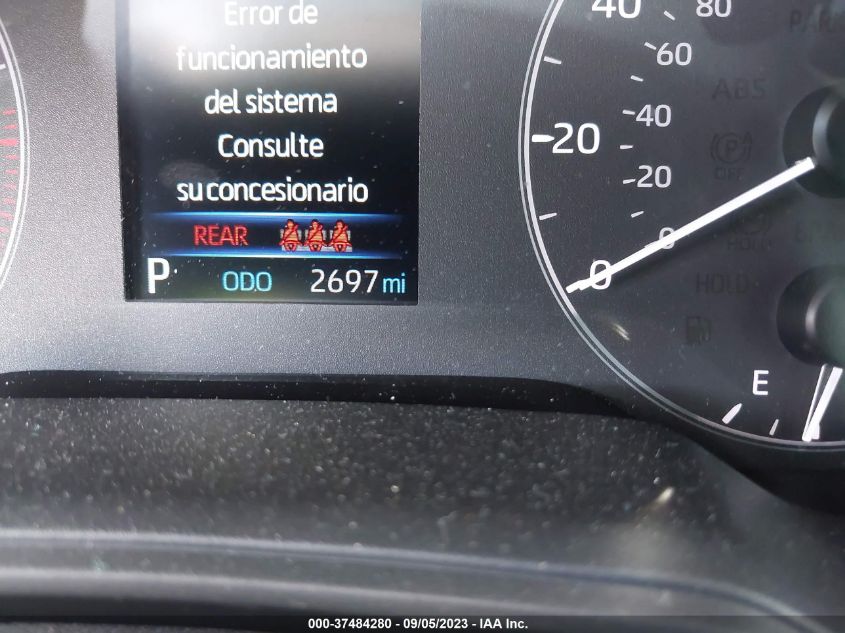 Error de
funcionamiento
del sistema
Consulte
su concesionario
REAR
P ODO 2697 mi
40 80
60
40
20 20
0
0
ABS
OFF
HOLD
E
000-37484280 - 09/05/2023 - IAA Inc.